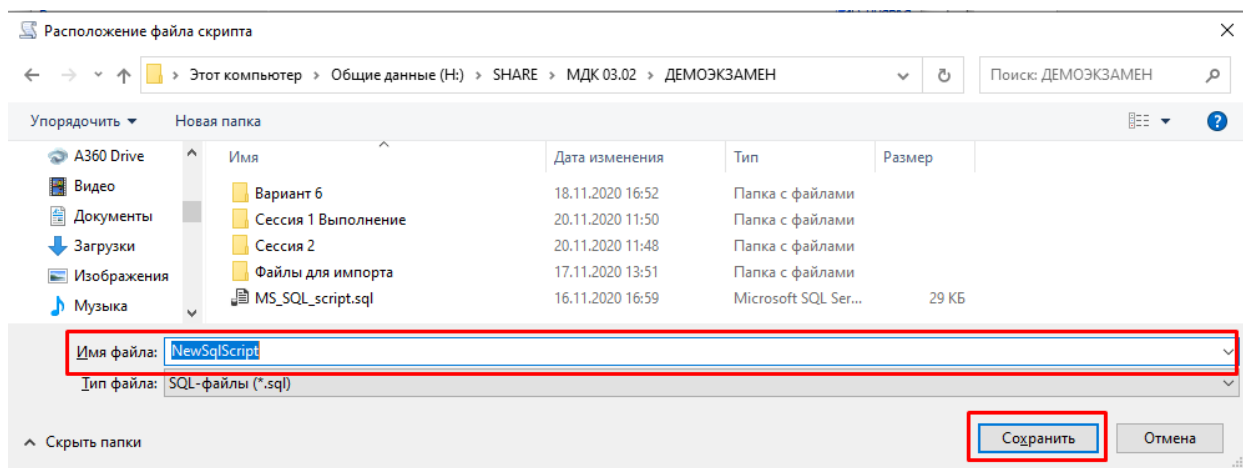 Расположение файла скрипта
Этот компьютер > Общие данные (H:) > SHARE > МДК 03.02 > ДЕМОЭКЗАМЕН Поиск: ДЕМОЭКЗАМЕН
Упорядочить Новая папка
A360 Drive
Видео
Документы
Загрузки
Изображения
Музыка
Имя Дата изменения Тип Размер
Вариант 6 18.11.2020 16:52 Папка с файлами
Сессия 1 Выполнение 20.11.2020 11:50 Папка с файлами
Сессия 2 20.11.2020 11:48 Папка с файлами
Файлы для импорта 17.11.2020 13:51 Папка с файлами
MS_SQL_script.sql 16.11.2020 16:59 Microsoft SQL Ser... 29 КБ
Имя файла: NewSqlScript
Тип файла: SQL-файлы (*.sql)
Скрыть папки Сохранить Отмена